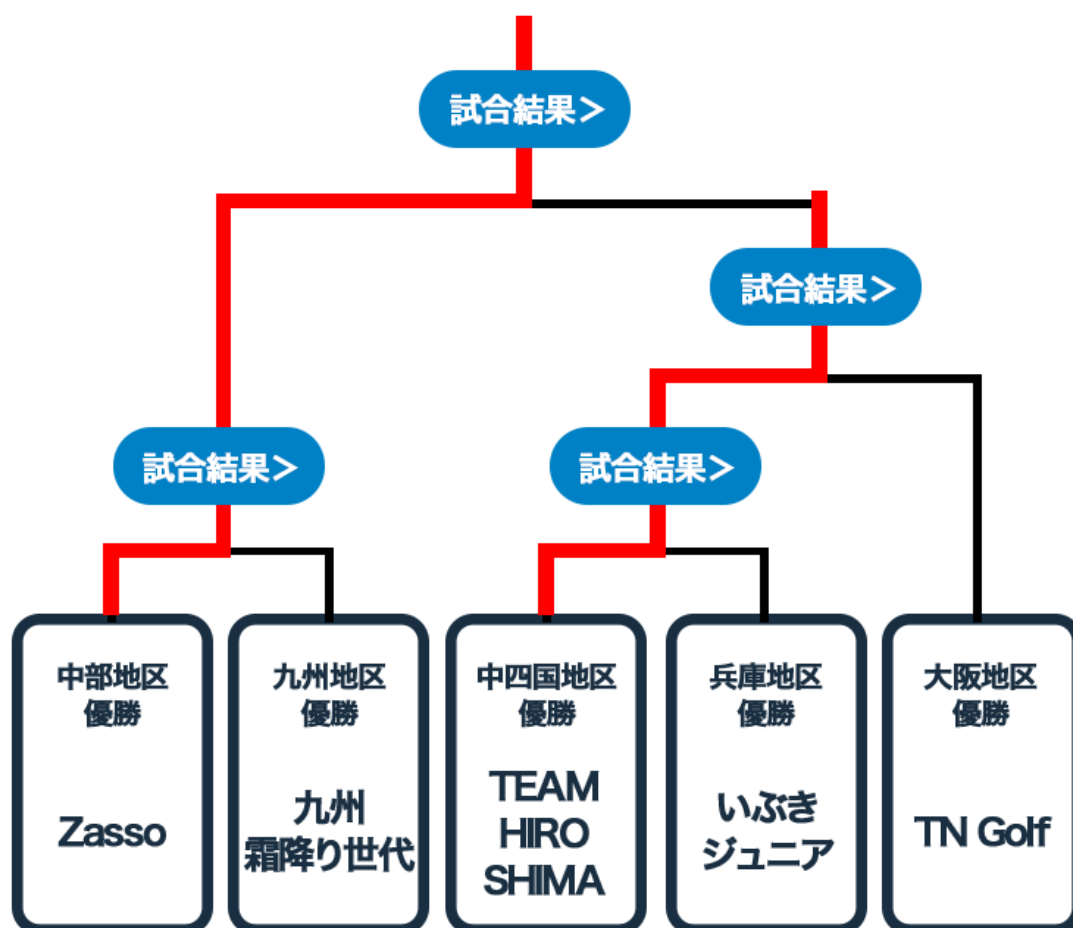 試合結果＞
試合結果＞
試合結果＞
試合結果＞
中部地区
優勝
Zasso
九州地区
優勝
九州
霜降り世代
中四国地区
優勝
TEAM
HIRO
SHIMA
兵庫地区
優勝
いぶき
ジュニア
大阪地区
優勝
TN Golf